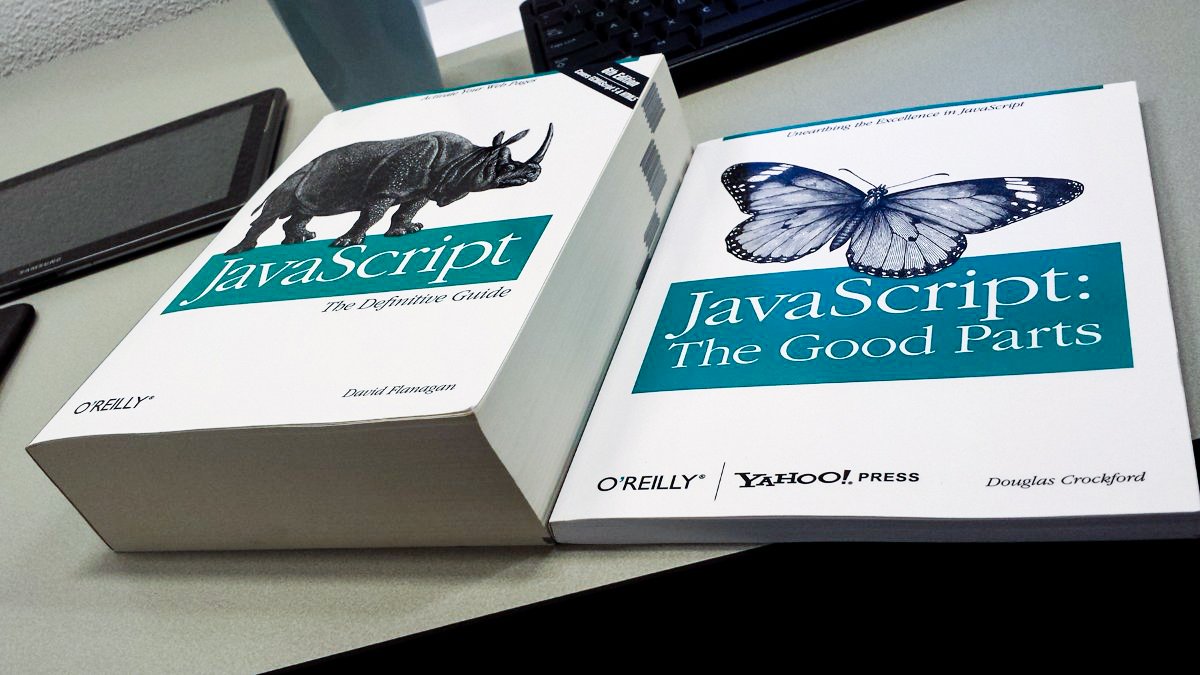 Activate Your Web Pages
6th Edition
Covers ECMAScript 5 & HTML5
JavaScript
The Definitive Guide
David Flanagan
O'REILLY®
Unearthing the Excellence in JavaScript
JavaScript:
The Good Parts
O'REILLY® | YAHOO! PRESS
Douglas Crockford
SAMSUNG